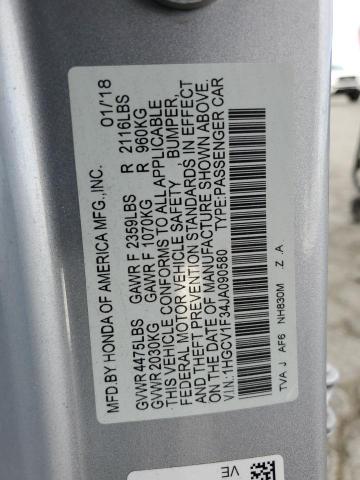 MFD.BY HONDA OF AMERICA MFG.,INC. 01/'18
GVWR 4475LBS GAWR F 2359LBS R 2116LBS
GVWR 2030KG GAWR F 1070KG R 960KG
THIS VEHICLE CONFORMS TO ALL APPLICABLE
FEDERAL MOTOR VEHICLE SAFETY, BUMPER,
AND THEFT PREVENTION STANDARDS IN EFFECT
ON THE DATE OF MANUFACTURE SHOWN ABOVE.
V.I.N.:1HGCV1F34JA090580 TYPE:PASSENGER CAR
TVA J AF6 NH830M .Z .A
VE